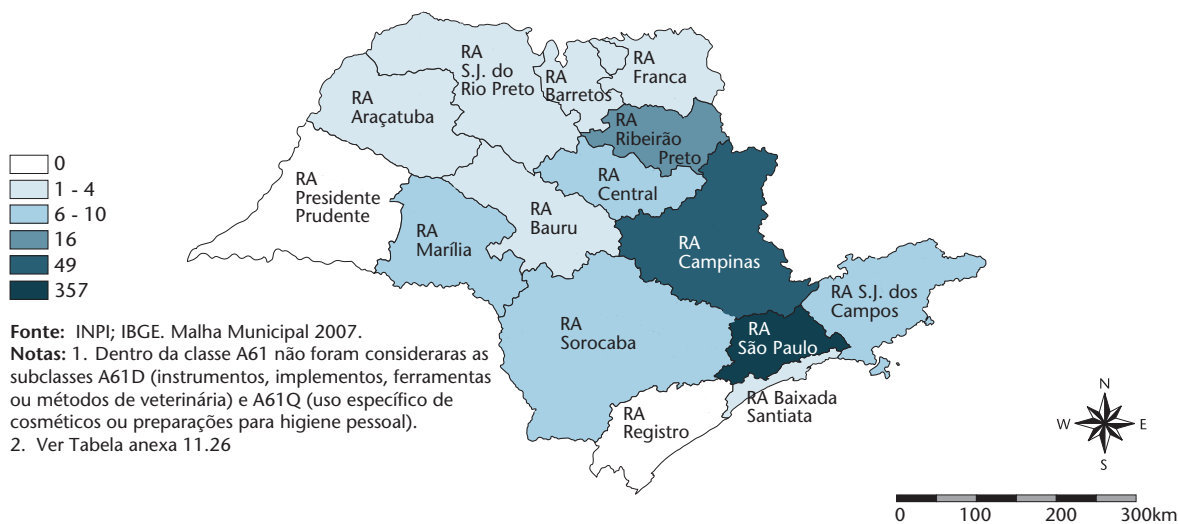 RA
S.J. do
Rio Preto
RA
Barretos
RA
Franca
RA
Araçatuba
RA
Ribeirão
Preto
RA
Central
RA
Presidente
Prudente
RA
Marília
RA
Bauru
RA
Campinas
RA S.J. dos
Campos
RA
Sorocaba
RA
São Paulo
RA Baixada
Santiata
RA
Registro
0
1 - 4
6 - 10
16
49
357
Fonte: INPI; IBGE. Malha Municipal 2007.
Notas: 1. Dentro da classe A61 não foram consideraras as
subclasses A61D (instrumentos, implementos, ferramentas
ou métodos de veterinária) e A61Q (uso específico de
cosméticos ou preparações para higiene pessoal).
2. Ver Tabela anexa 11.26
N
W E
S
0 100 200 300km